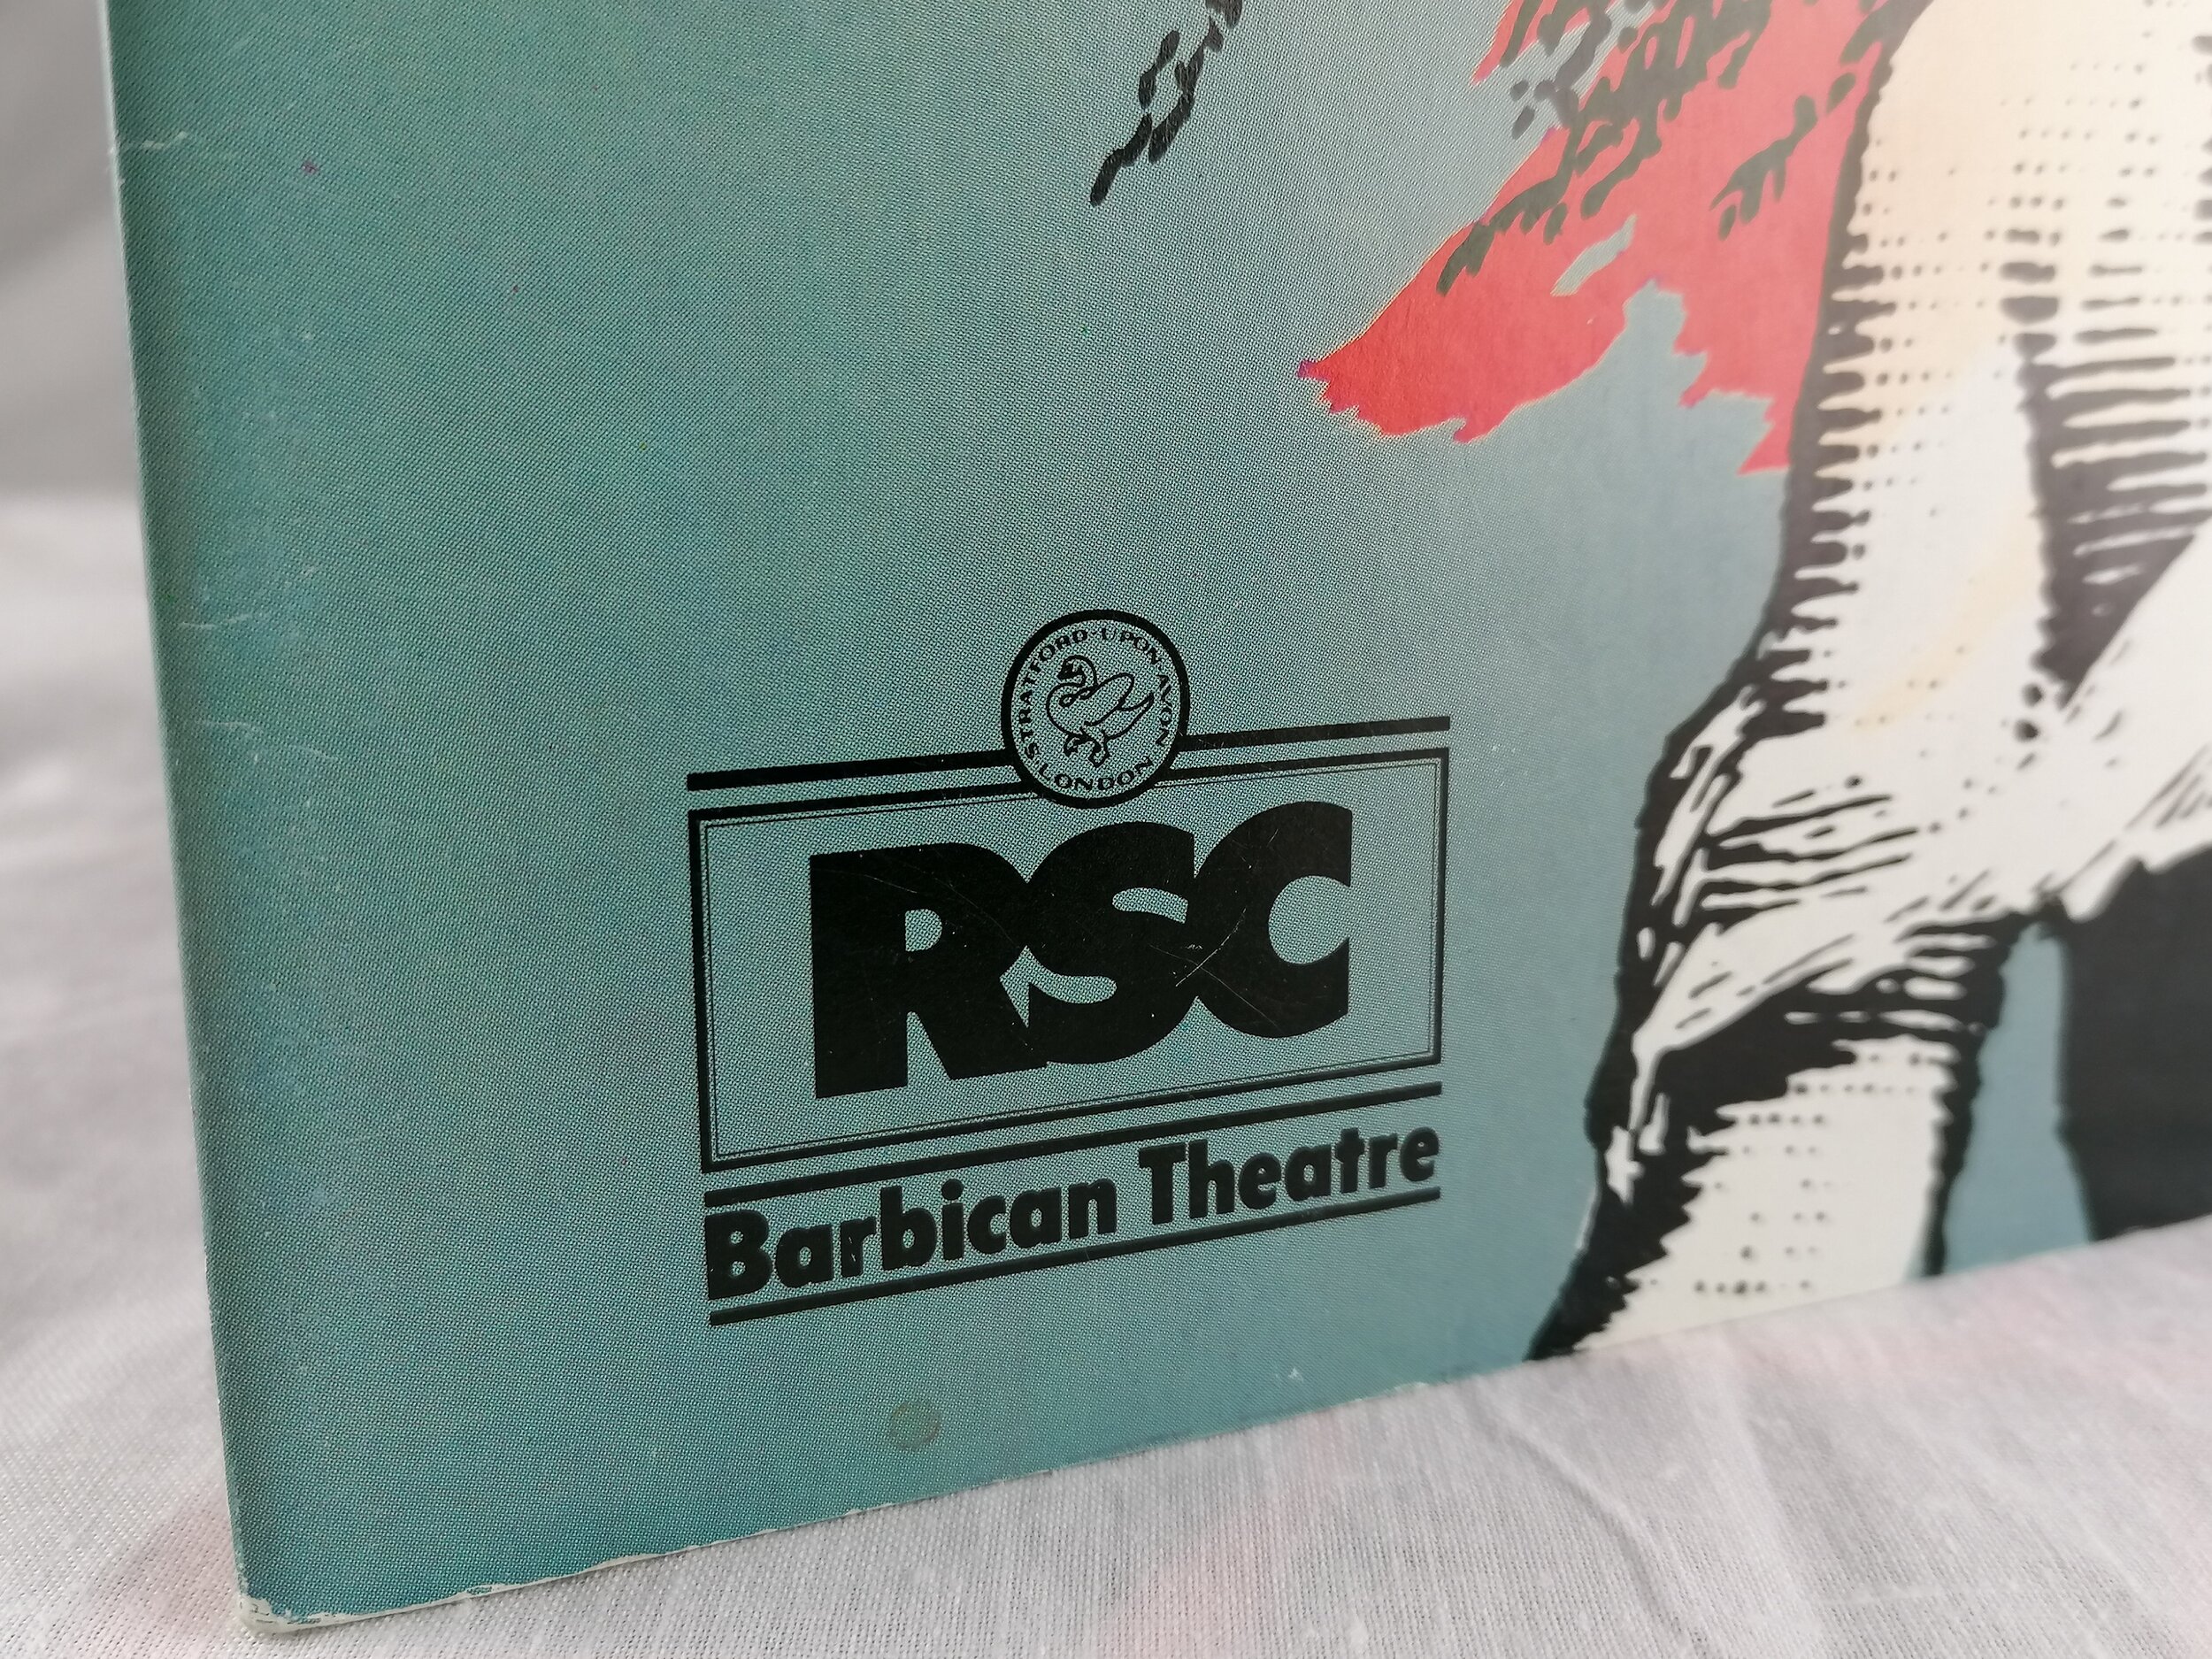 STRATFORD-UPON-AVON
LONDON
RSC
Barbican Theatre